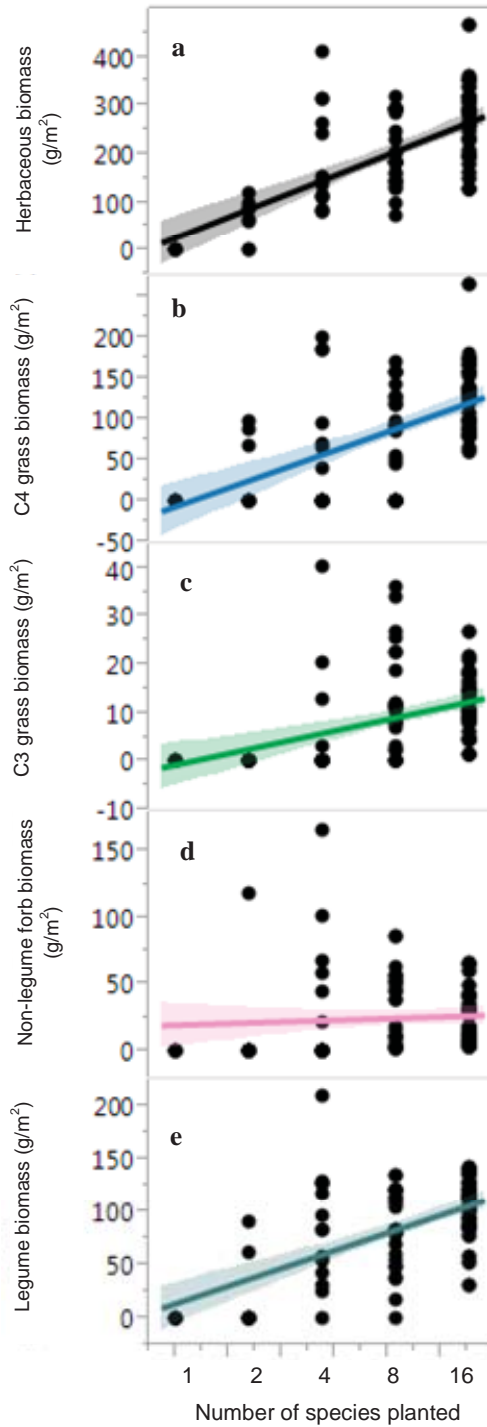 a
Herbaceous biomass
(g/m²)
400
300
200
100
0
b
C4 grass biomass (g/m²)
200
150
100
50
0
-50
c
C3 grass biomass (g/m²)
40
30
20
10
0
-10
d
Non-legume forb biomass
(g/m²)
150
100
50
0
e
Legume biomass (g/m²)
200
150
100
50
0
1 2 4 8 16
Number of species planted